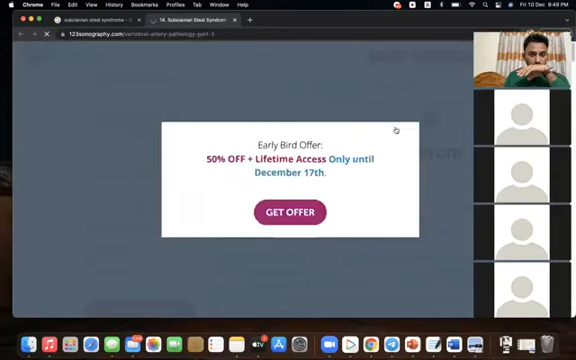 Chrome File Edit View History Bookmarks Profiles Tab Window Fri 10 Dec 9:49 PM
subclavian steal syndrome - G
14. Subclavian Steal Syndrom
123sonography.com/vertebral-artery-pathology-part-3
Early Bird Offer:
50% OFF + Lifetime Access Only until
December 17th.
GET OFFER